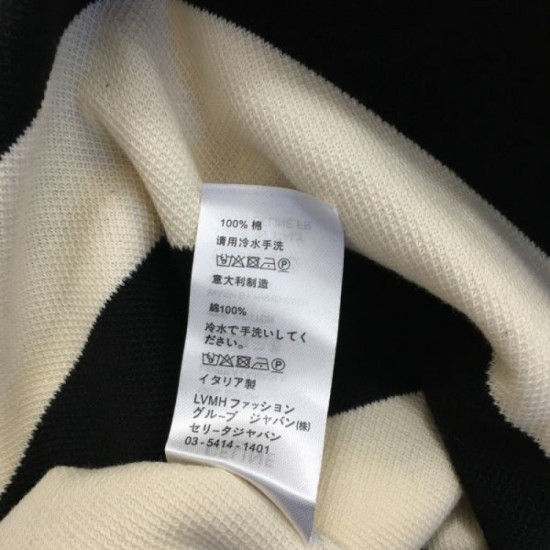 100% 棉
请用冷水手洗
意大利制造
綿100%
冷水で手洗いしてく
ださい。
イタリア製
LVMH ファッション
グループ ジャパン(株)
セリーヌジャパン
03-5414-1401